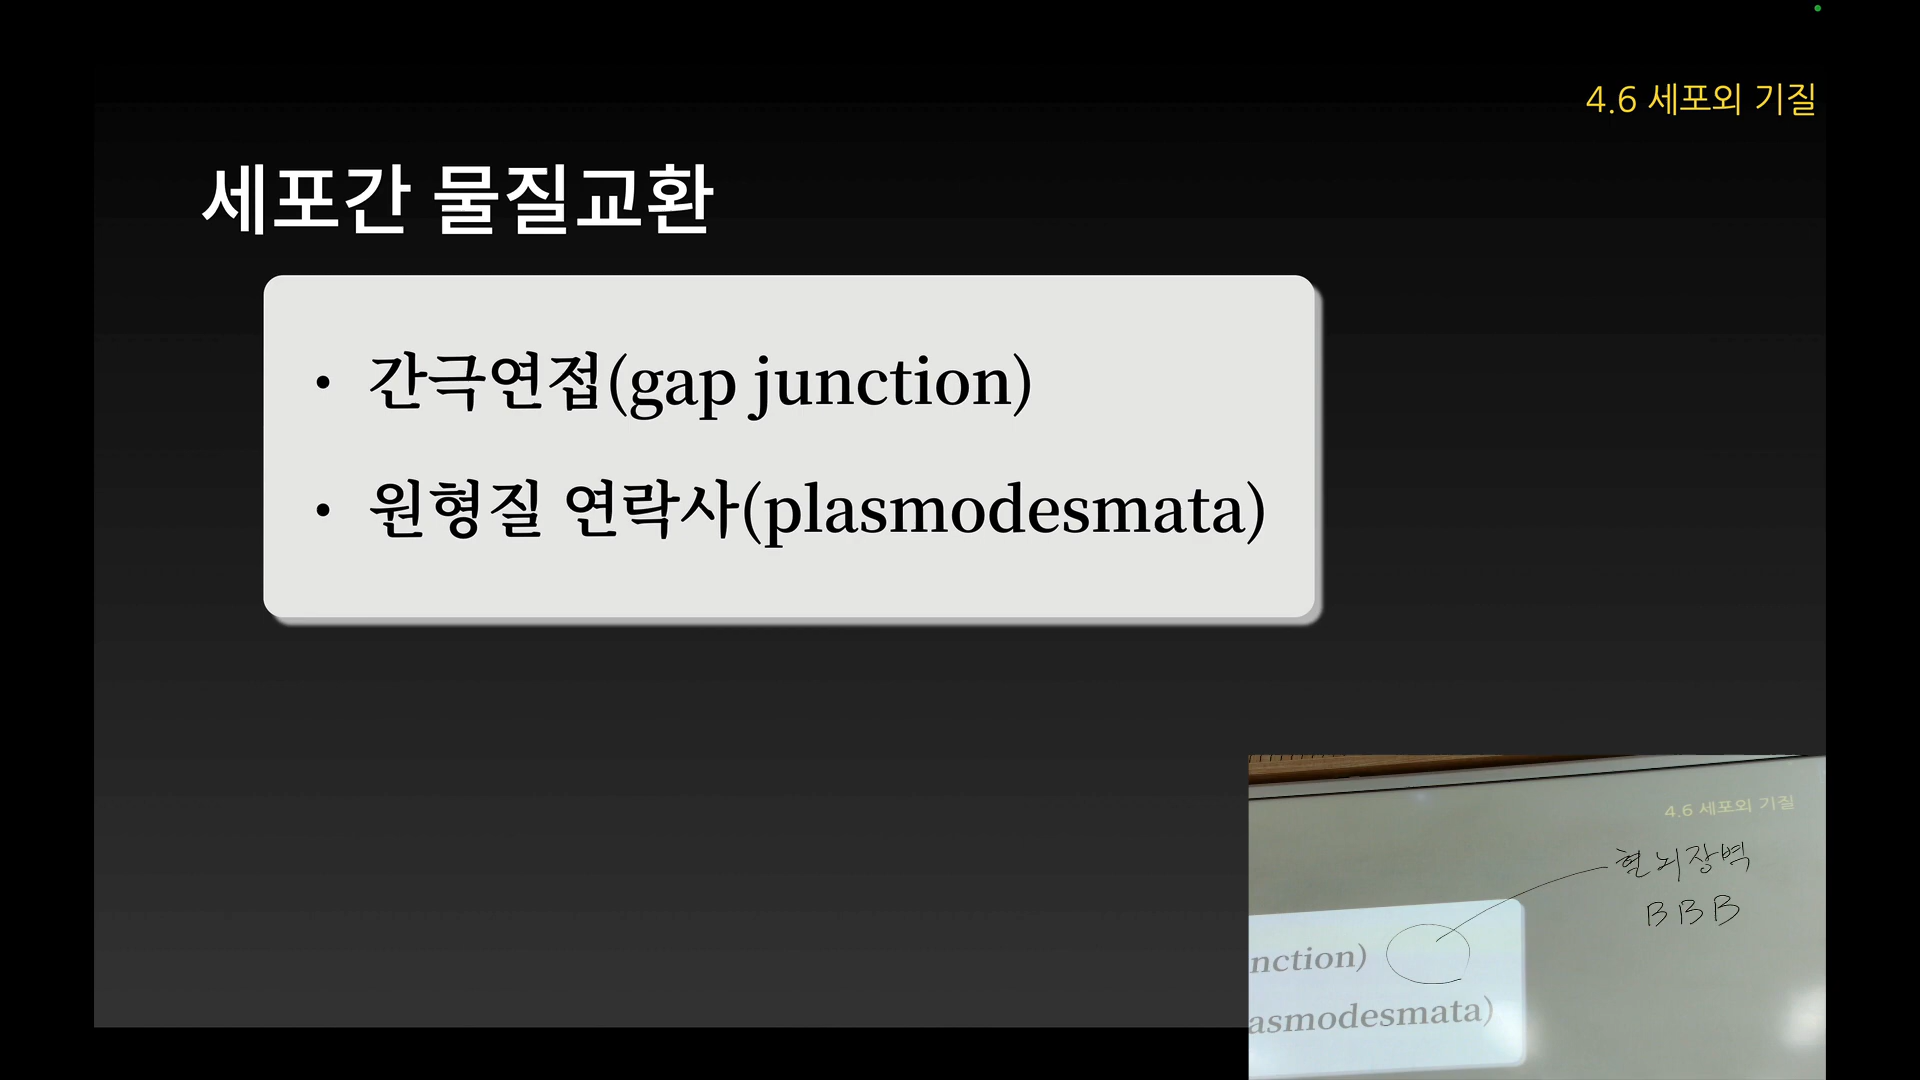 4.6 세포외 기질
세포간 물질교환
• 간극연접(gap junction)
• 원형질 연락사(plasmodesmata)
4.6 세포외 기질
혈뇌장벽
BBB
nction)
asmodesmata)